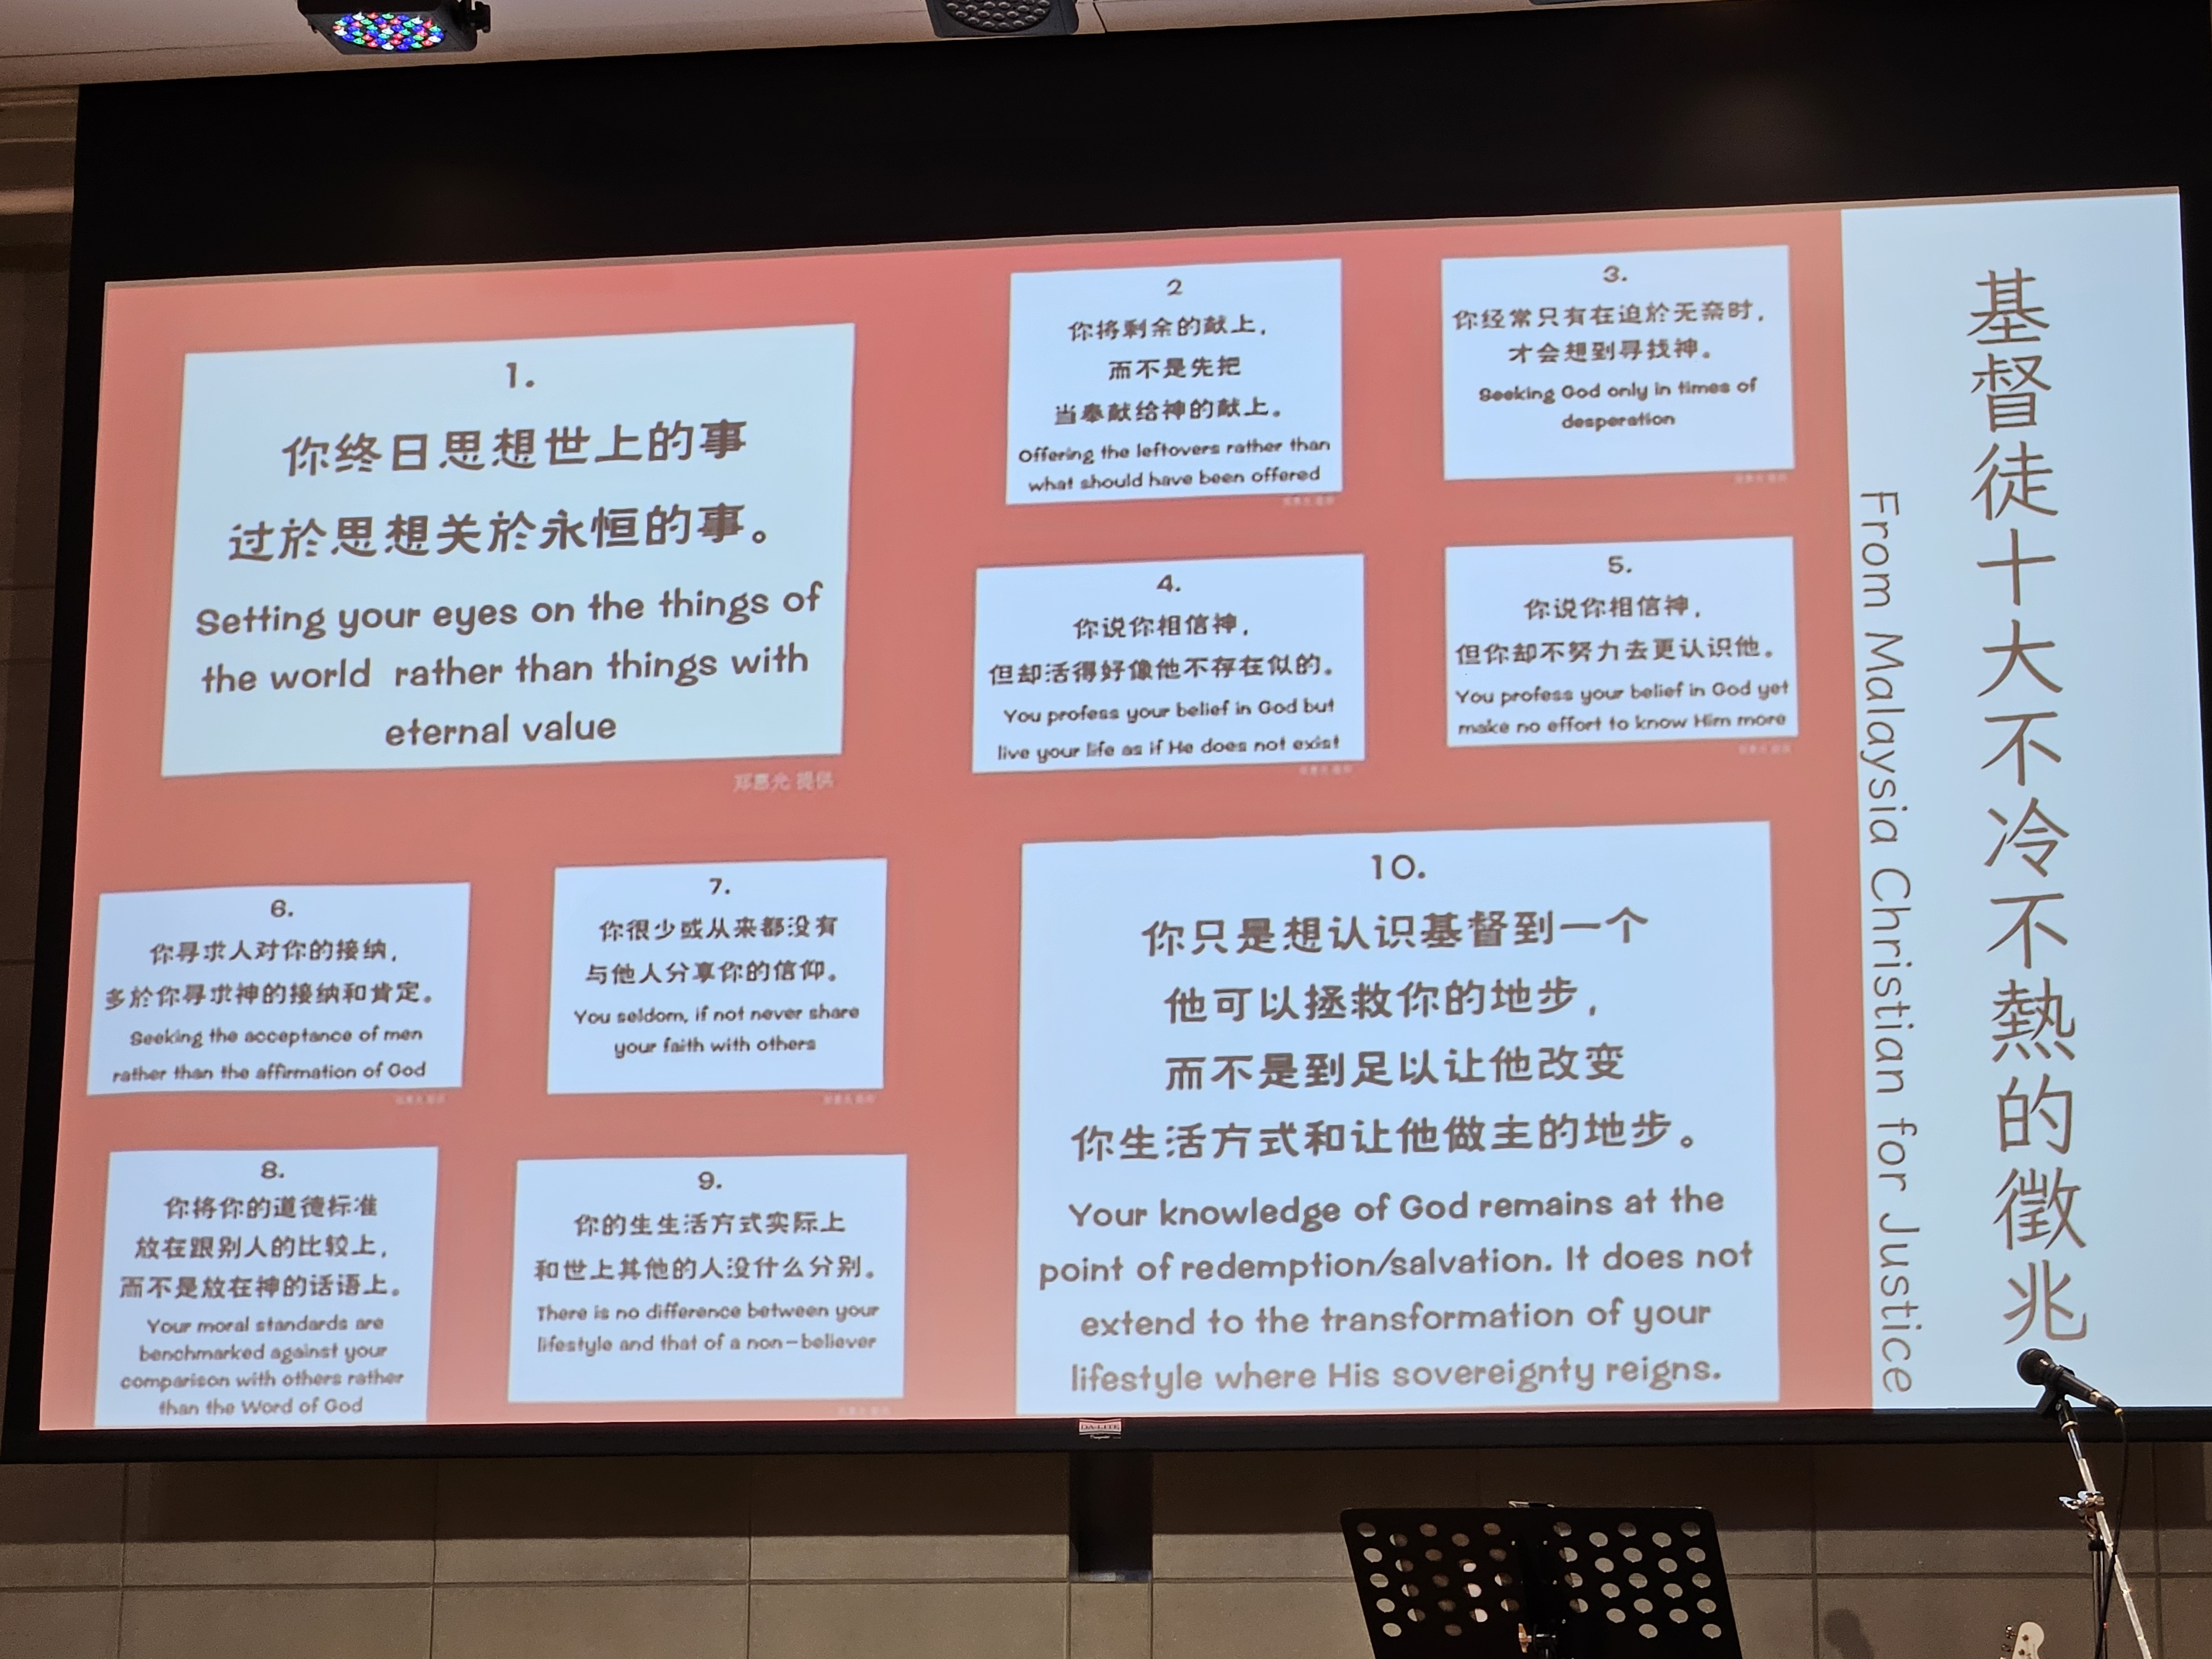 1.
你终日思想世上的事
过於思想关於永恒的事。
Setting your eyes on the things of
the world rather than things with
eternal value
郑惠光 提供
2
你将剩余的献上，
而不是先把
当奉献给神的献上。
Offering the leftovers rather than
what should have been offered
3.
你经常只有在迫於无奈时，
才会想到寻找神。
Seeking God only in times of
desperation
4.
你说你相信神，
但却活得好像他不存在似的。
You profess your belief in God but
live your life as if He does not exist
5.
你说你相信神，
但你却不努力去更认识他。
You profess your belief in God yet
make no effort to know Him more
6.
你寻求人对你的接纳，
多於你寻求神的接纳和肯定。
Seeking the acceptance of men
rather than the affirmation of God
7.
你很少或从来都没有
与他人分享你的信仰。
You seldom, if not never share
your faith with others
8.
你将你的道德标准
放在跟别人的比较上，
而不是放在神的话语上。
Your moral standards are
benchmarked against your
comparison with others rather
than the Word of God
9.
你的生生活方式实际上
和世上其他的人没什么分别。
There is no difference between your
lifestyle and that of a non-believer
10.
你只是想认识基督到一个
他可以拯救你的地步，
而不是到足以让他改变
你生活方式和让他做主的地步。
Your knowledge of God remains at the
point of redemption/salvation. It does not
extend to the transformation of your
lifestyle where His sovereignty reigns.
基督徒十大不冷不熱的徵兆
From Malaysia Christian for Justice
DA-LITE